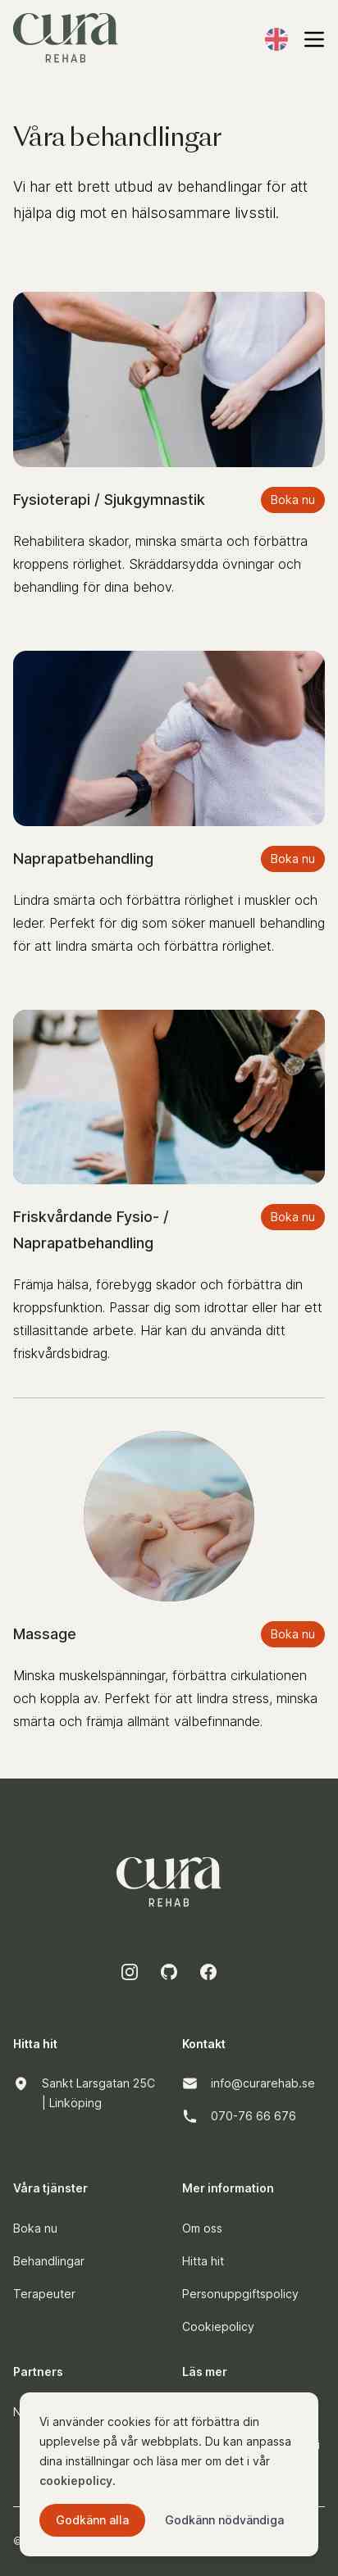 cura
REHAB
Våra behandlingar
Vi har ett brett utbud av behandlingar för att
hjälpa dig mot en hälsosammare livsstil.
Fysioterapi / Sjukgymnastik
Boka nu
Rehabilitera skador, minska smärta och förbättra
kroppens rörlighet. Skräddarsydda övningar och
behandling för dina behov.
Naprapatbehandling
Boka nu
Lindra smärta och förbättra rörlighet i muskler och
leder. Perfekt för dig som söker manuell behandling
för att lindra smärta och förbättra rörlighet.
Friskvårdande Fysio- /
Naprapatbehandling
Boka nu
Främja hälsa, förebygg skador och förbättra din
kroppsfunktion. Passar dig som idrottar eller har ett
stillasittande arbete. Här kan du använda ditt
friskvårdsbidrag.
Massage
Boka nu
Minska muskelspänningar, förbättra cirkulationen
och koppla av. Perfekt för att lindra stress, minska
smärta och främja allmänt välbefinnande.
cura
REHAB
Hitta hit
Sankt Larsgatan 25C
| Linköping
Kontakt
info@curarehab.se
070-76 66 676
Våra tjänster
Boka nu
Behandlingar
Terapeuter
Mer information
Om oss
Hitta hit
Personuppgiftspolicy
Cookiepolicy
Partners
Läs mer
Vi använder cookies för att förbättra din
upplevelse på vår webbplats. Du kan anpassa
dina inställningar och läsa mer om det i vår
cookiepolicy.
Godkänn alla
Godkänn nödvändiga